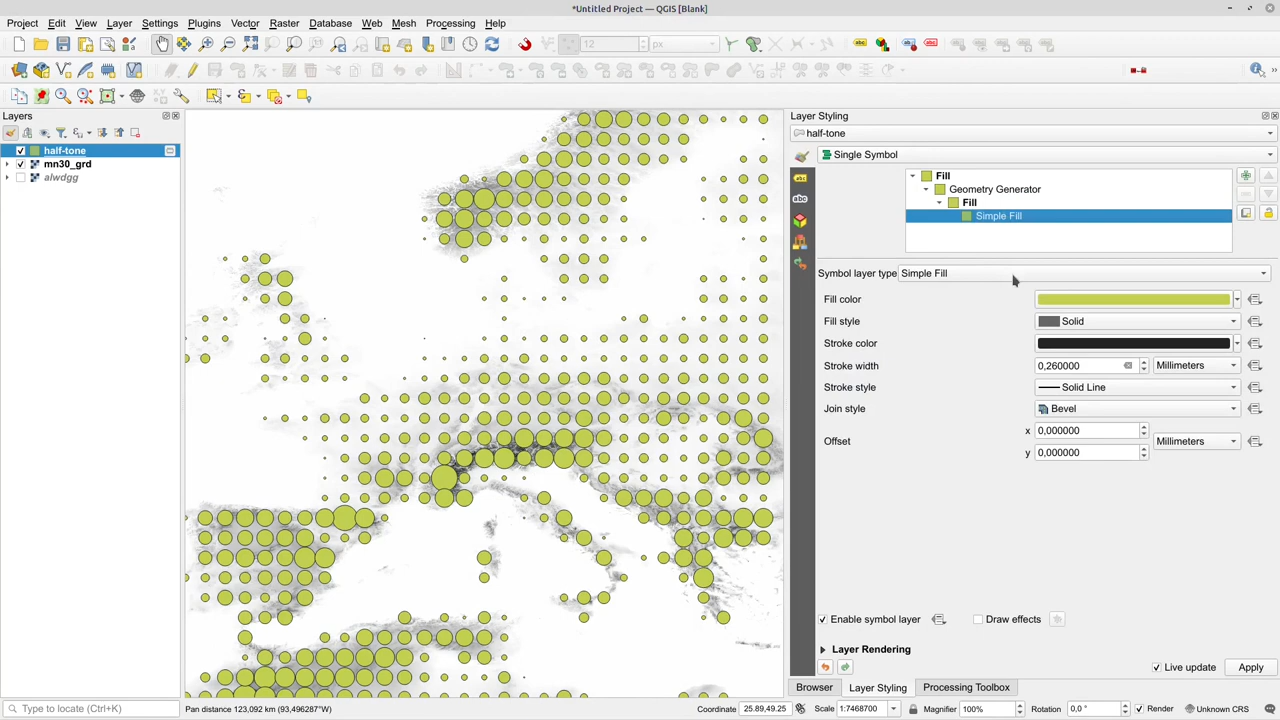 *Untitled Project — QGIS [Blank]
Project Edit View Layer Settings Plugins Vector Raster Database Web Mesh Processing Help
12 px
Layers
half-tone
mn30_grd
alwdgg
Layer Styling
half-tone
Single Symbol
Fill
Geometry Generator
Fill
Simple Fill
Symbol layer type Simple Fill
Fill color
Fill style Solid
Stroke color
Stroke width 0,260000 Millimeters
Stroke style Solid Line
Join style Bevel
Offset x 0,000000 Millimeters
y 0,000000
Enable symbol layer Draw effects
Layer Rendering
Live update Apply
Browser Layer Styling Processing Toolbox
Type to locate (Ctrl+K) Pan distance 123,092 km (93,496287°W) Coordinate 25.89,49.25 Scale 1:7468700 Magnifier 100% Rotation 0,0 ° Render Unknown CRS